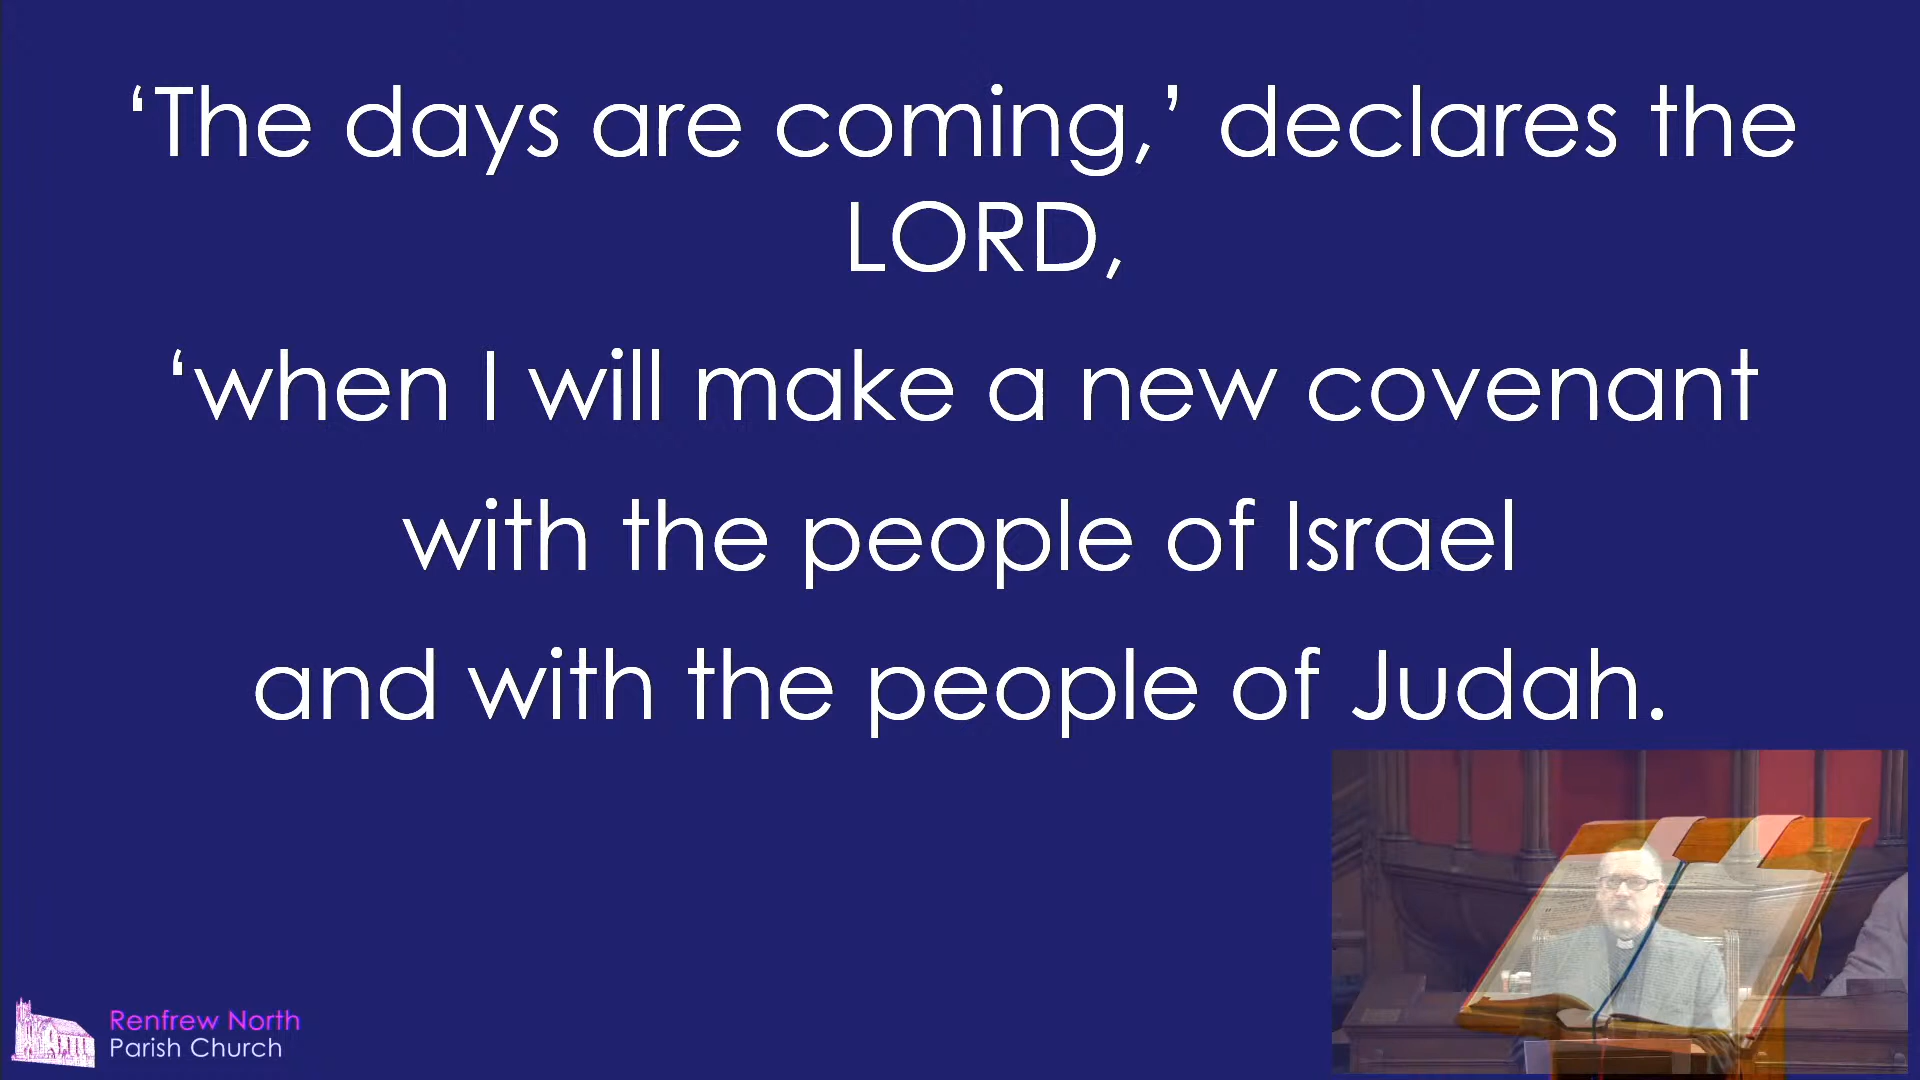 ‘The days are coming,’ declares the
LORD,
‘when I will make a new covenant
with the people of Israel
and with the people of Judah.
Renfrew North
Parish Church